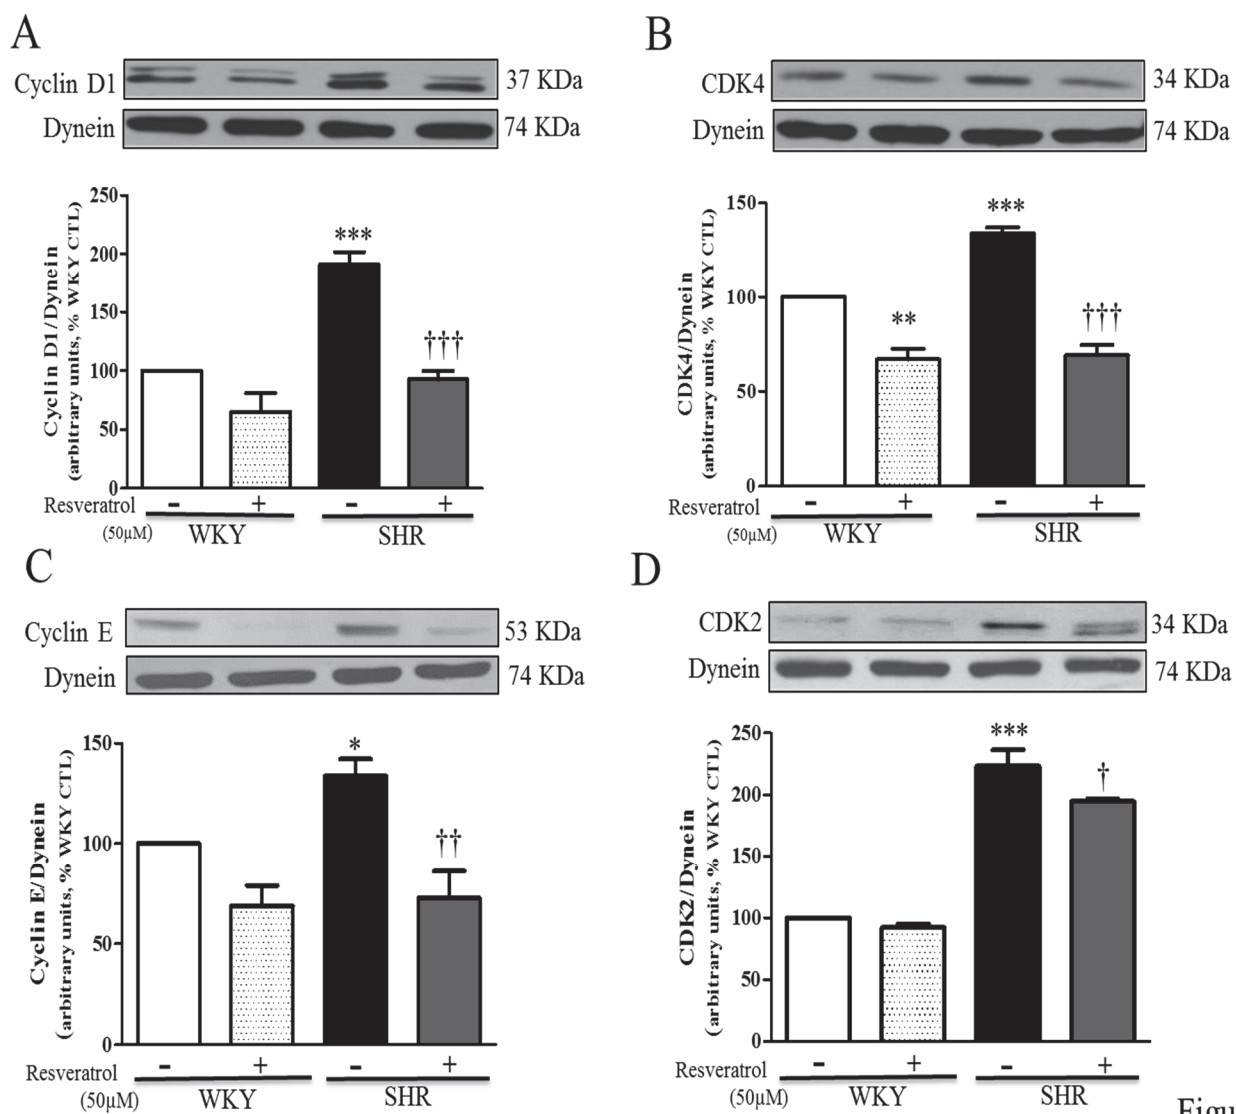 A
Cyclin D1
37 KDa
Dynein
74 KDa
Cyclin D1/Dynein
(arbitrary units, % WKY CTL)
250
200
150
100
50
0
***
†††
Resveratrol - + - +
(50µM) WKY SHR
B
CDK4
34 KDa
Dynein
74 KDa
CDK4/Dynein
(arbitrary units, % WKY CTL)
150
100
50
0
**
***
†††
Resveratrol - + - +
(50µM) WKY SHR
C
Cyclin E
53 KDa
Dynein
74 KDa
Cyclin E/Dynein
(arbitrary units, % WKY CTL)
150
100
50
0
*
††
Resveratrol - + - +
(50µM) WKY SHR
D
CDK2
34 KDa
Dynein
74 KDa
CDK2/Dynein
(arbitrary units, % WKY CTL)
250
200
150
100
50
0
***
†
Resveratrol - + - +
(50µM) WKY SHR
Figu